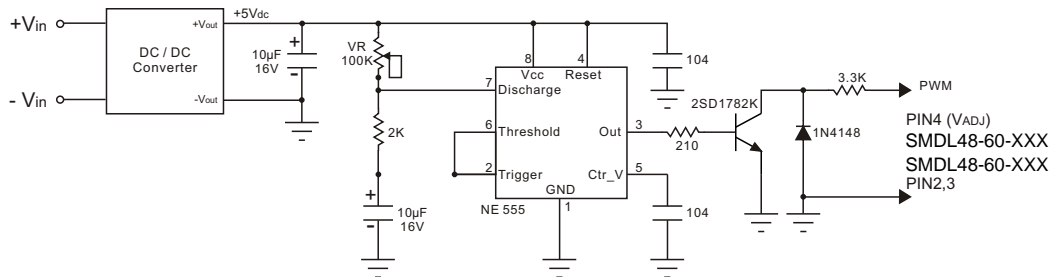 +Vin
- Vin
+Vout
DC / DC
Converter
-Vout
+5Vdc
10μF
16V
VR
100K
2K
10μF
16V
8
4
Vcc
Reset
7
Discharge
6
Threshold
Out
3
2
Trigger
Ctr_V
5
GND
NE 555
1
104
104
210
2SD1782K
1N4148
3.3K
PWM
PIN4 (VADJ)
SMDL48-60-XXX
SMDL48-60-XXX
PIN2,3